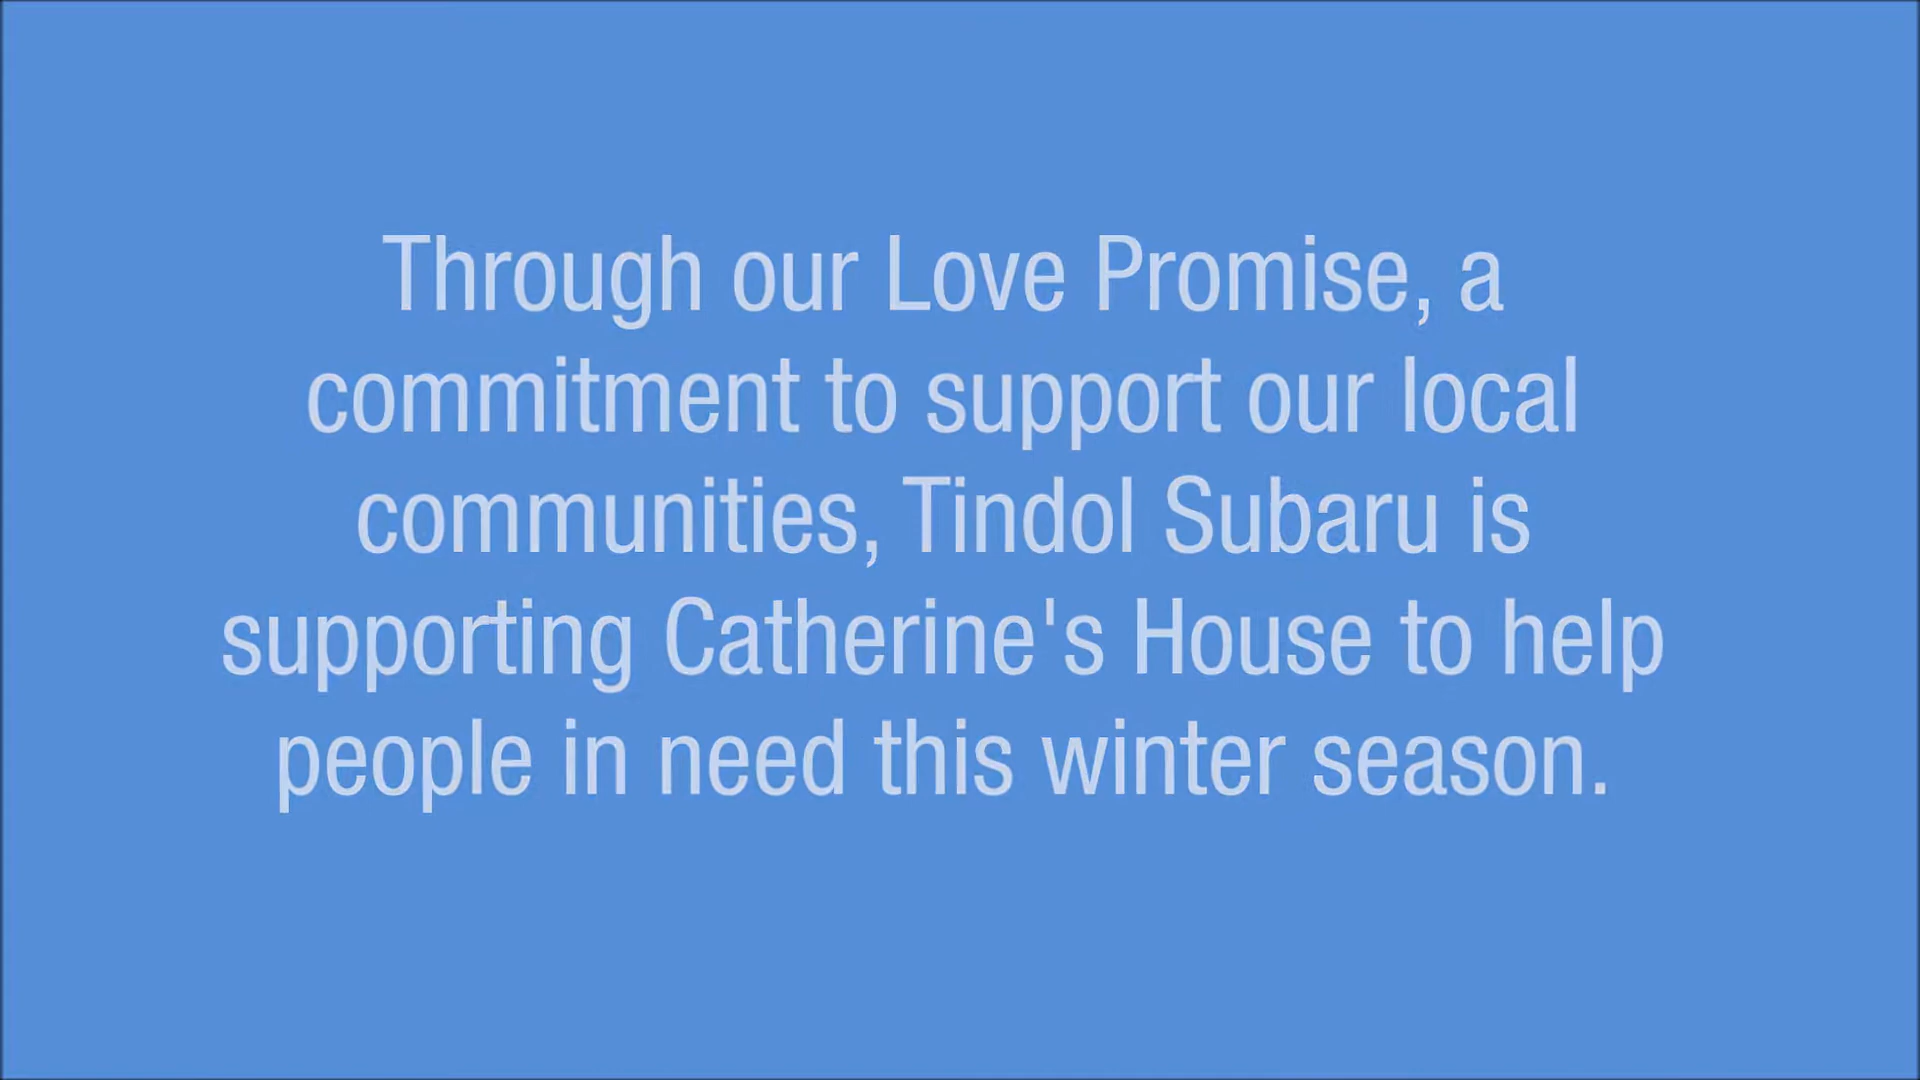 Through our Love Promise, a
commitment to support our local
communities, Tindol Subaru is
supporting Catherine's House to help
people in need this winter season.